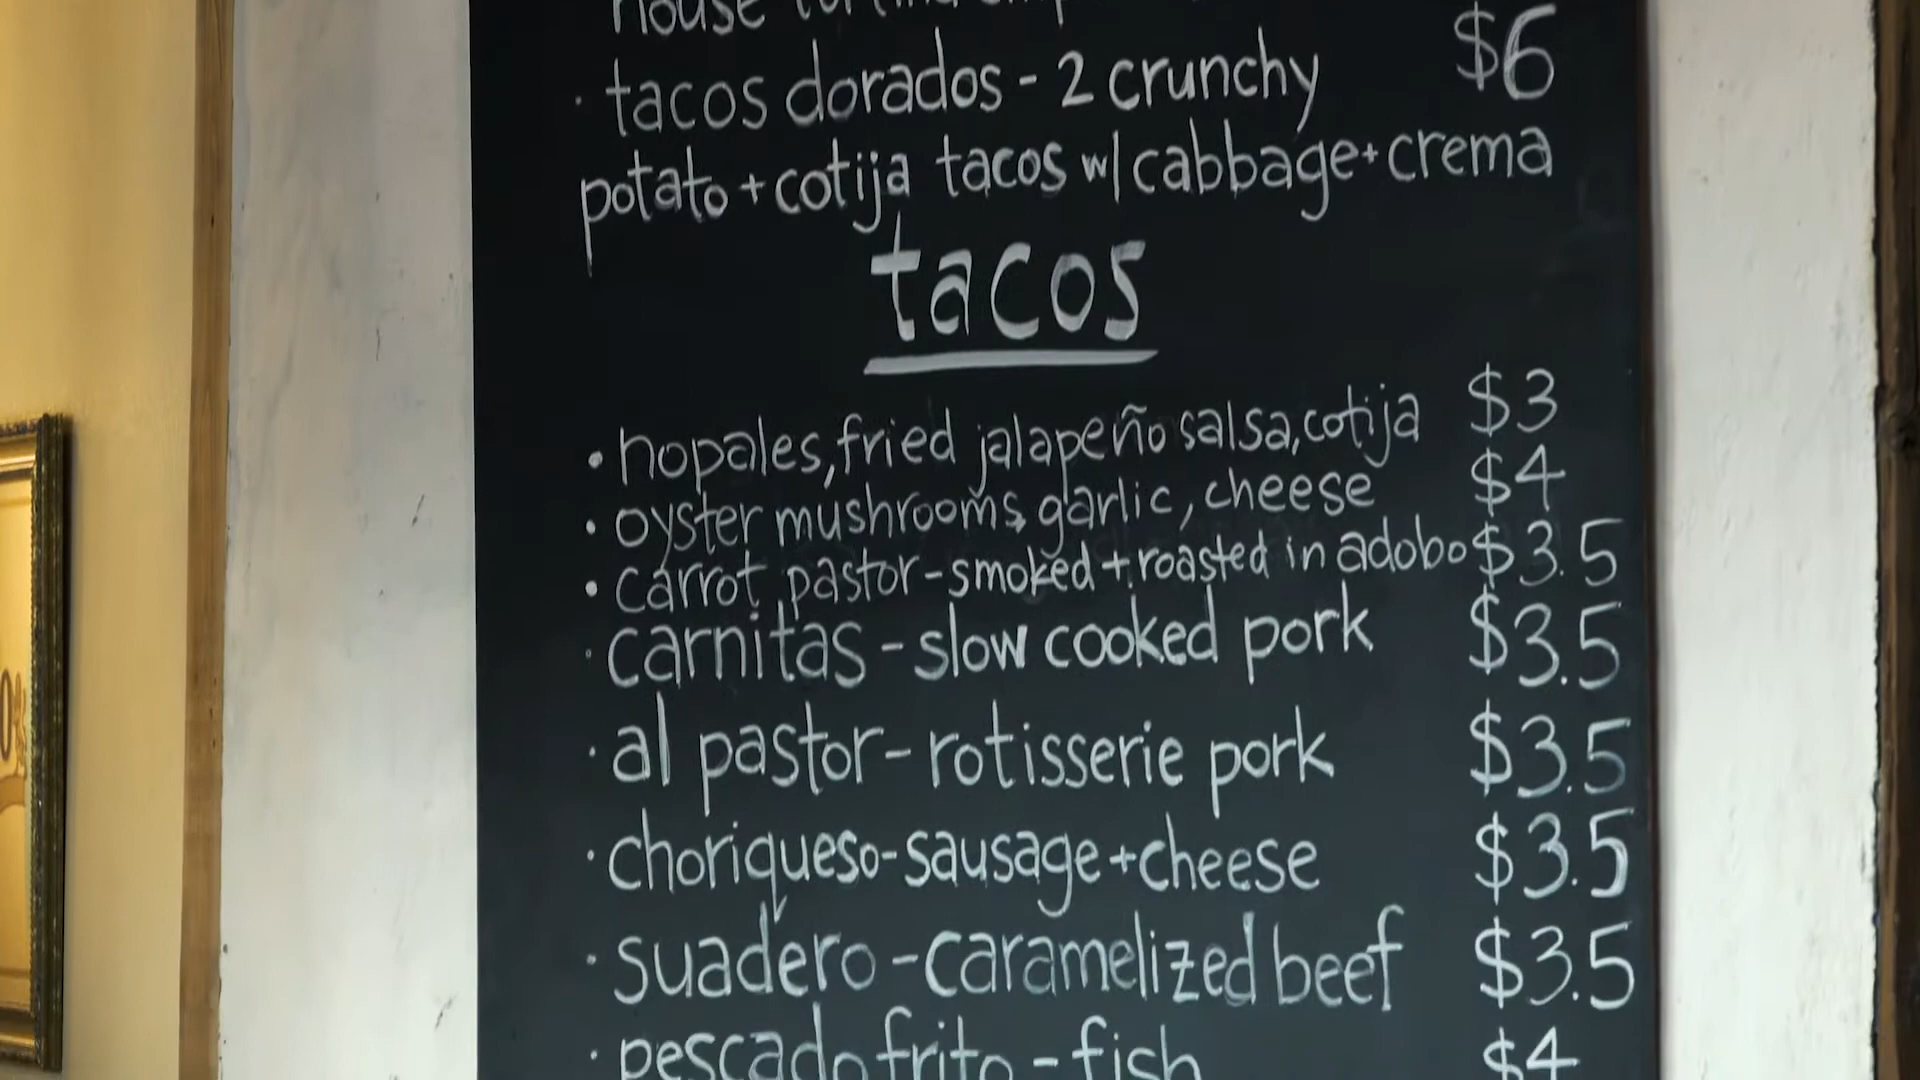 house
· tacos dorados - 2 crunchy $6
potato + cotija tacos w/ cabbage + crema
tacos
• nopales, fried jalapeño salsa, cotija $3
• oyster mushrooms, garlic, cheese $4
• carrot pastor - smoked + roasted in adobo $3.5
· carnitas - slow cooked pork $3.5
· al pastor - rotisserie pork $3.5
· choriqueso - sausage + cheese $3.5
· suadero - caramelized beef $3.5
· pescado frito - fish $4